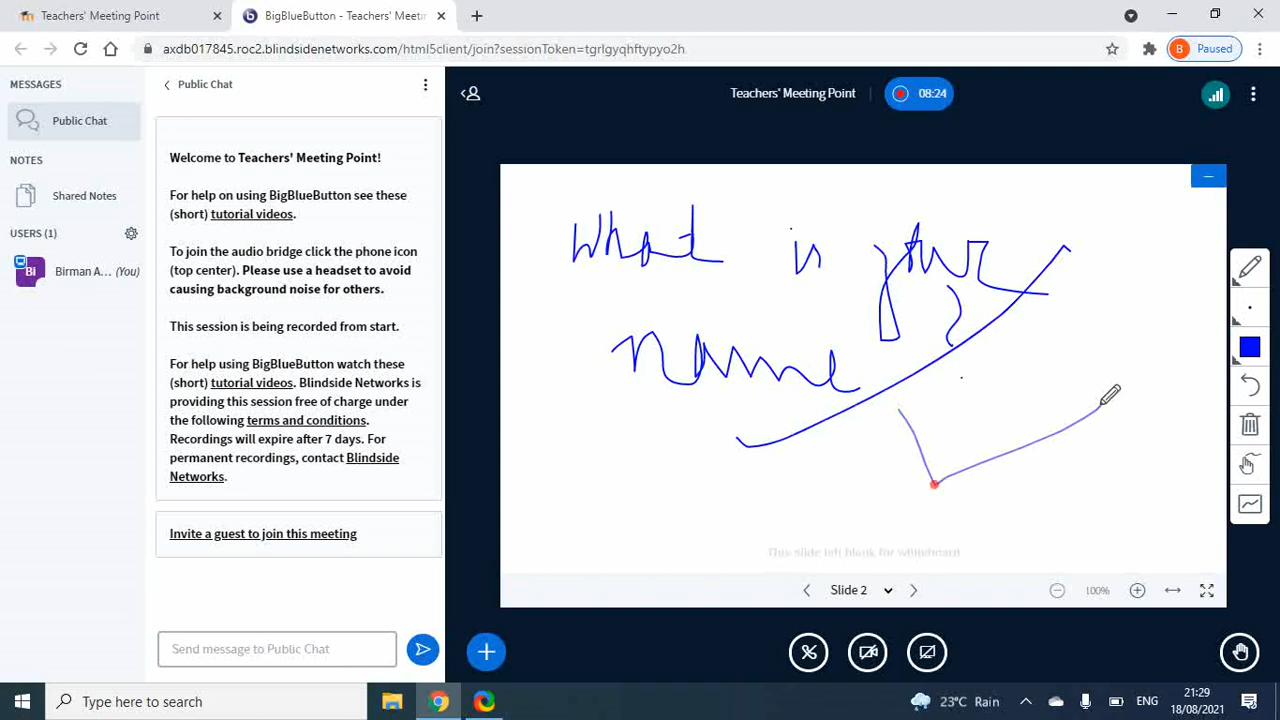 Teachers' Meeting Point
BigBlueButton - Teachers' Meetin
axdb017845.roc2.blindsidenetworks.com/html5client/join?sessionToken=tgrlgyqhftypyo2h
B Paused
MESSAGES
Public Chat
NOTES
Shared Notes
USERS (1)
Bi Birman A... (You)
Public Chat
Welcome to Teachers' Meeting Point!
For help on using BigBlueButton see these
(short) tutorial videos.
To join the audio bridge click the phone icon
(top center). Please use a headset to avoid
causing background noise for others.
This session is being recorded from start.
For help using BigBlueButton watch these
(short) tutorial videos. Blindside Networks is
providing this session free of charge under
the following terms and conditions.
Recordings will expire after 7 days. For
permanent recordings, contact Blindside
Networks.
Invite a guest to join this meeting
Send message to Public Chat
Teachers' Meeting Point
08:24
What is your
name ?
This slide left blank for whiteboard
Slide 2
100%
Type here to search
23°C Rain
ENG
21:29
18/08/2021